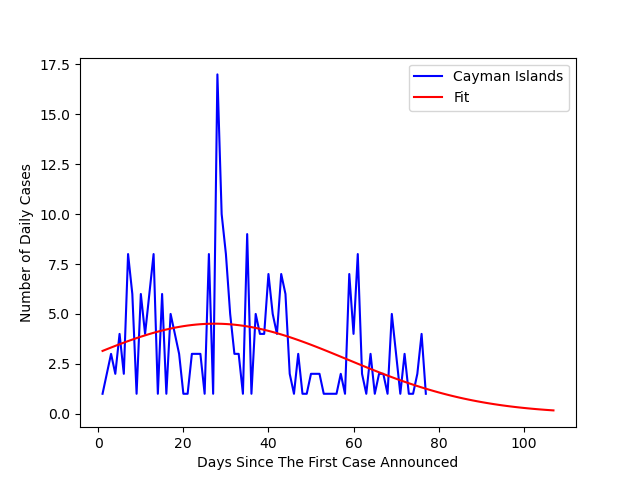 17.5
15.0
12.5
10.0
7.5
5.0
2.5
0.0
Number of Daily Cases
Cayman Islands
Fit
0 20 40 60 80 100
Days Since The First Case Announced